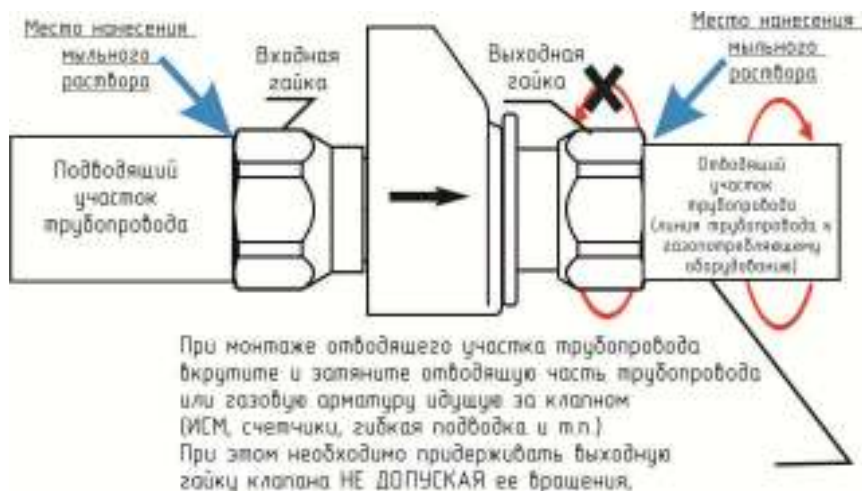 Место нанесения
мыльного
раствора
Входная
гайка
Выходная
гайка
Место нанесения
мыльного
раствора
Подводящий
участок
трубопровода
Отводящий
участок
трубопровода
(линия трубопровода к
газопотребляющему
оборудованию)
При монтаже отводящего участка трубопровода
вкрутите и затяните отводящую часть трубопровода
или газовую арматуру идущую за клапном
(ИСМ, счетчики, гибкая подводка и т.п.)
При этом необходимо придерживать выходную
гайку клапана НЕ ДОПУСКАЯ ее вращения,